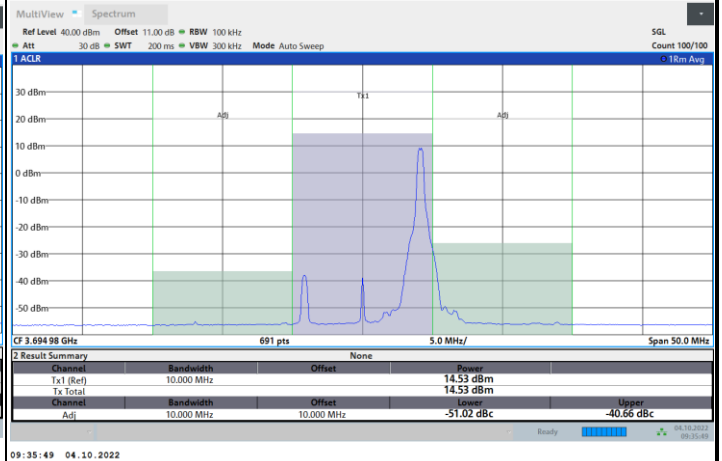 MultiView Spectrum
Ref Level 40.00 dBm Offset 11.00 dB RBW 100 kHz SGL
Att 30 dB SWT 200 ms VBW 300 kHz Mode Auto Sweep Count 100/100
1 ACLR 1Rm Avg
30 dBm
Tx1
20 dBm Adj Adj
10 dBm
0 dBm
-10 dBm
-20 dBm
-30 dBm
-40 dBm
-50 dBm
CF 3.694 98 GHz 691 pts 5.0 MHz/ Span 50.0 MHz
2 Result Summary None
Channel Bandwidth Offset Power
Tx1 (Ref) 10.000 MHz 14.53 dBm
Tx Total 14.53 dBm
Channel Bandwidth Offset Lower Upper
Adj 10.000 MHz 10.000 MHz -51.02 dBc -40.66 dBc
Ready 04.10.2022
09:35:49
09:35:49 04.10.2022